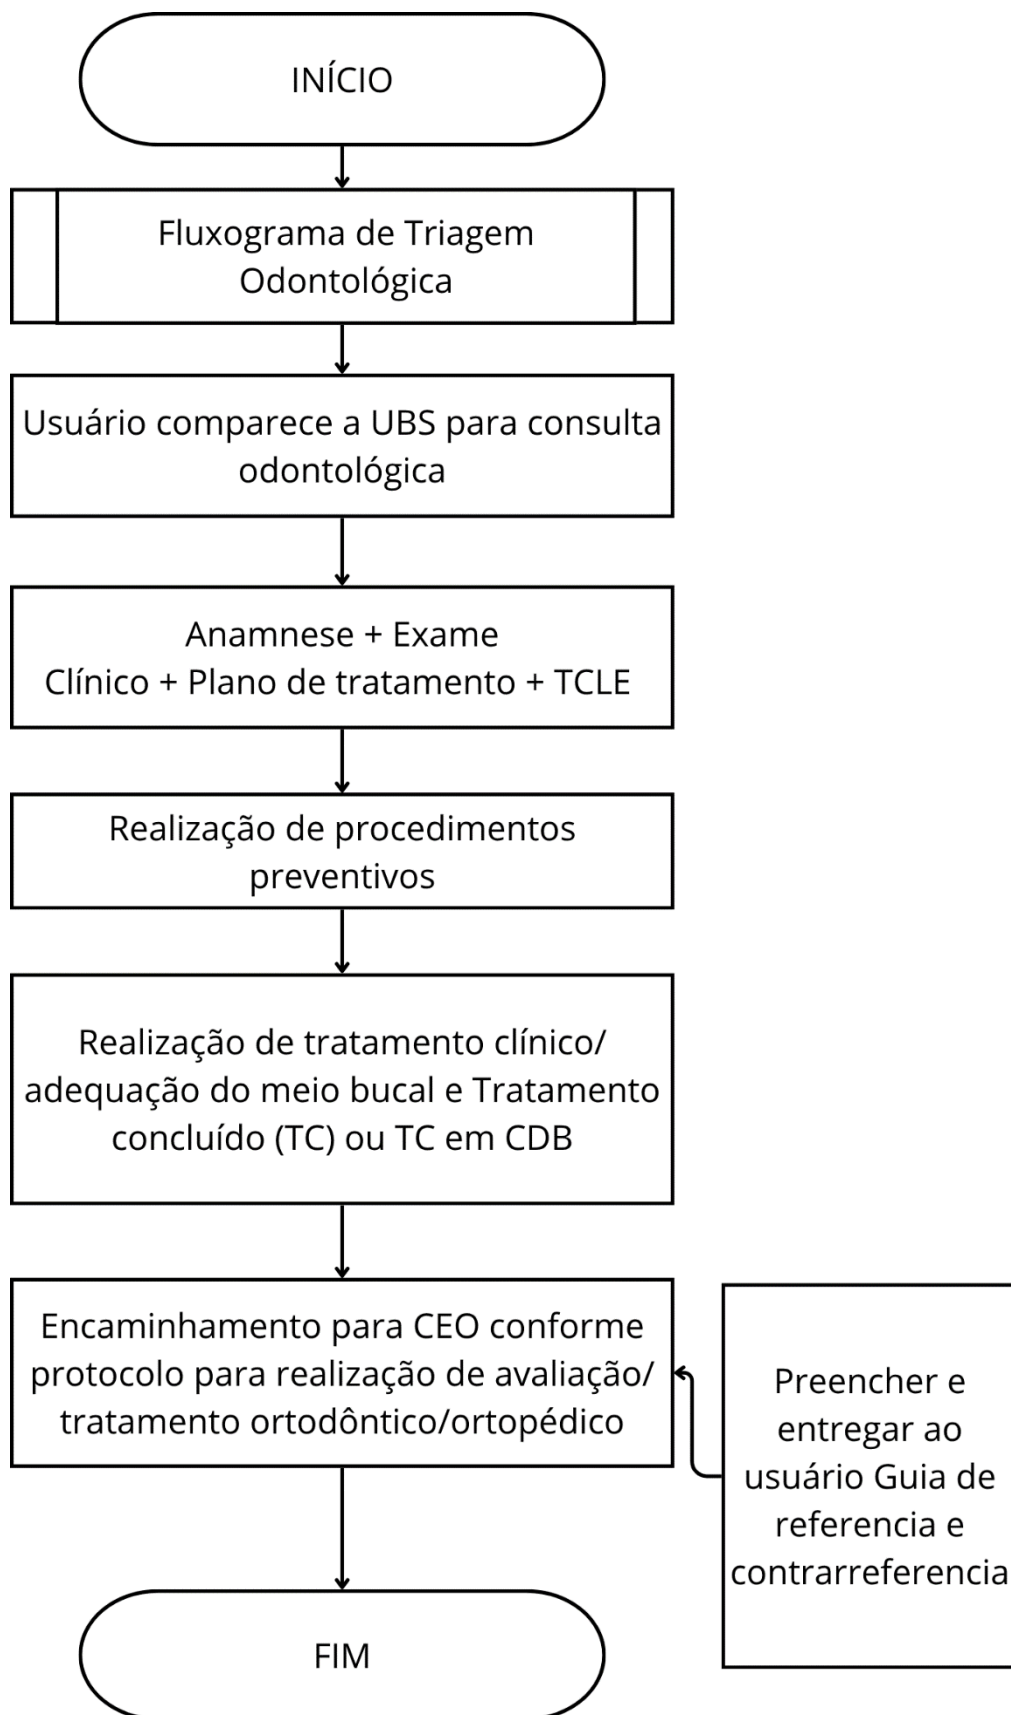 INÍCIO
Fluxograma de Triagem
Odontológica
Usuário comparece a UBS para consulta
odontológica
Anamnese + Exame
Clínico + Plano de tratamento + TCLE
Realização de procedimentos
preventivos
Realização de tratamento clínico/
adequação do meio bucal e Tratamento
concluído (TC) ou TC em CDB
Encaminhamento para CEO conforme
protocolo para realização de avaliação/
tratamento ortodôntico/ortopédico
Preencher e
entregar ao
usuário Guia de
referencia e
contrarreferencia
FIM